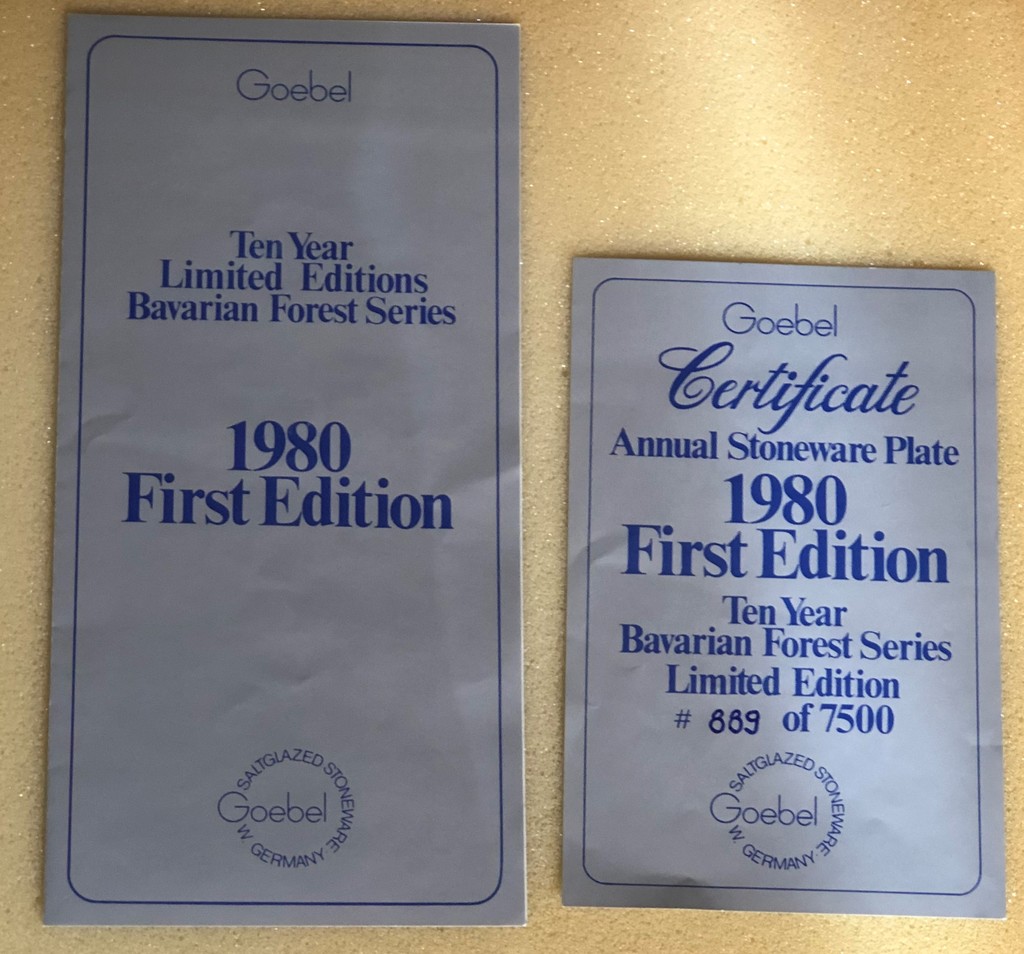 Goebel
Ten Year
Limited Editions
Bavarian Forest Series
1980
First Edition
SALTGLAZED STONEWARE
Goebel
W. GERMANY.
Goebel
Certificate
Annual Stoneware Plate
1980
First Edition
Ten Year
Bavarian Forest Series
Limited Edition
# 889 of 7500
SALTGLAZED STONEWARE
Goebel
W. GERMANY.